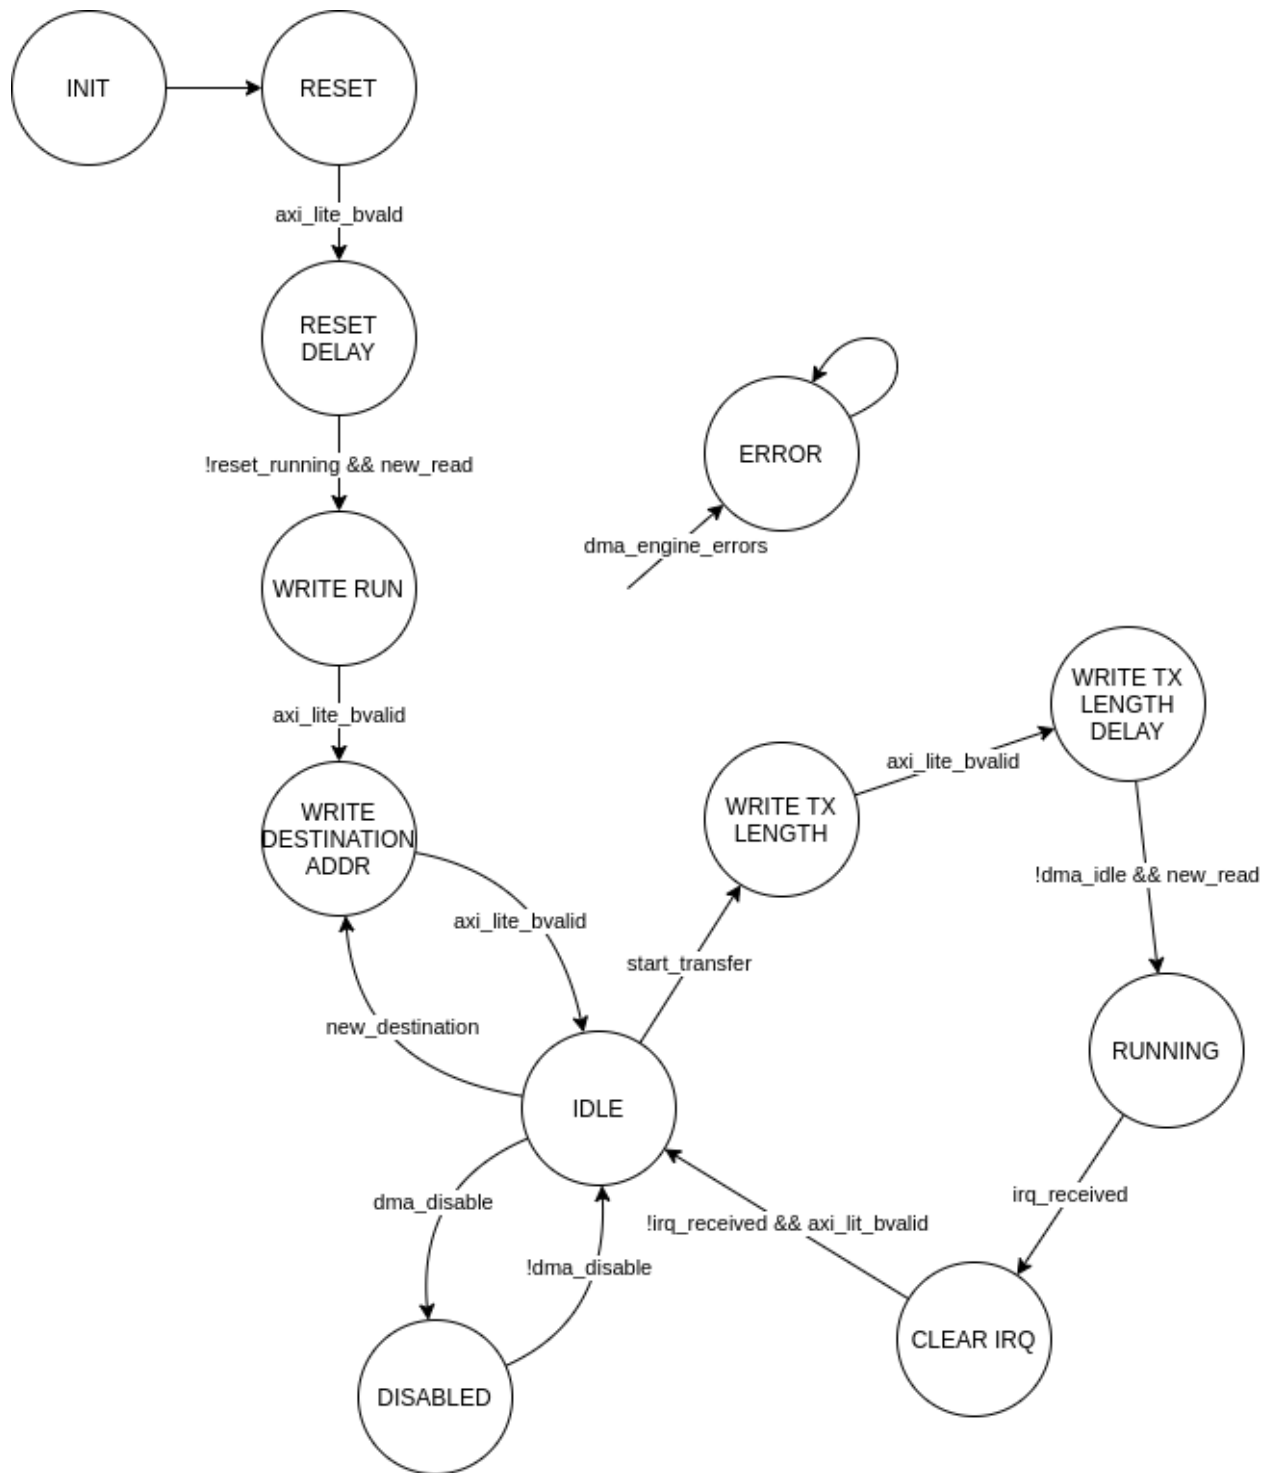 INIT
RESET
axi_lite_bvald
RESET
DELAY
!reset_running && new_read
ERROR
dma_engine_errors
WRITE RUN
axi_lite_bvalid
WRITE TX
LENGTH
DELAY
axi_lite_bvalid
WRITE TX
LENGTH
WRITE
DESTINATION
ADDR
!dma_idle && new_read
axi_lite_bvalid
start_transfer
new_destination
RUNNING
IDLE
irq_received
dma_disable
!irq_received && axi_lit_bvalid
!dma_disable
CLEAR IRQ
DISABLED